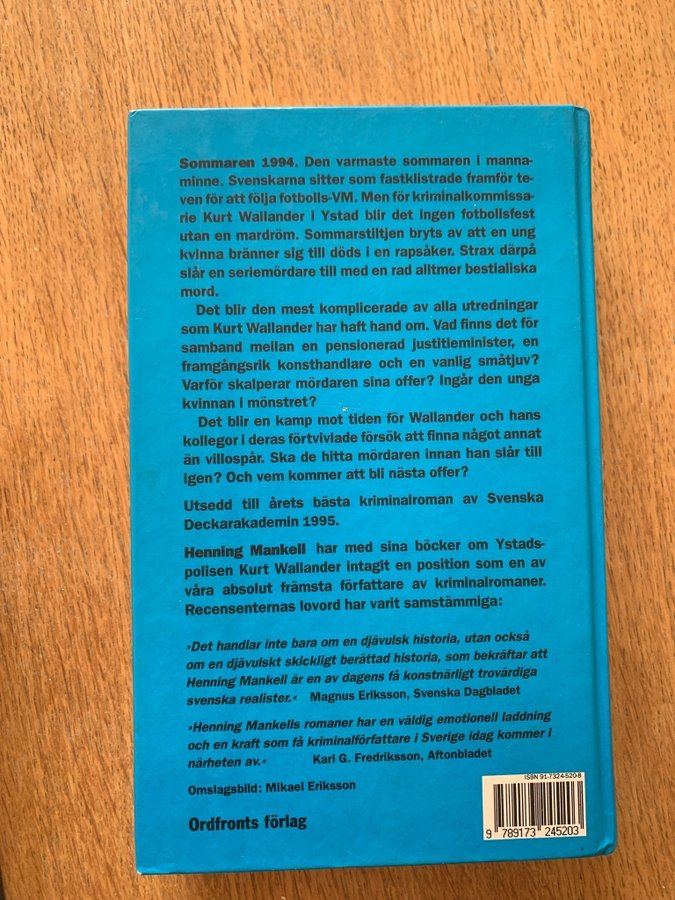 Sommaren 1994. Den varmaste sommaren i manna-
minne. Svenskarna sitter som fastklistrade framför te-
ven för att följa fotbolls-VM. Men för kriminalkommissa-
rie Kurt Wallander i Ystad blir det ingen fotbollsfest
utan en mardröm. Sommarstiltjen bryts av att en ung
kvinna bränner sig till döds i en rapsåker. Strax därpå
slår en seriemördare till med en rad alltmer bestialiska
mord.
Det blir den mest komplicerade av alla utredningar
som Kurt Wallander har haft hand om. Vad finns det för
samband mellan en pensionerad justitieminister, en
framgångsrik konsthandlare och en vanlig småtjuv?
Varför skalperar mördaren sina offer? Ingår den unga
kvinnan i mönstret?
Det blir en kamp mot tiden för Wallander och hans
kollegor i deras förtvivlade försök att finna något annat
än villospår. Ska de hitta mördaren innan han slår till
igen? Och vem kommer att bli nästa offer?
Utsedd till årets bästa kriminalroman av Svenska
Deckarakademin 1995.
Henning Mankell har med sina böcker om Ystads-
polisen Kurt Wallander intagit en position som en av
våra absolut främsta författare av kriminalromaner.
Recensenternas lovord har varit samstämmiga:
»Det handlar inte bara om en djävulsk historia, utan också
om en djävulskt skickligt berättad historia, som bekräftar att
Henning Mankell är en av dagens få konstnärligt trovärdiga
svenska realister.« Magnus Eriksson, Svenska Dagbladet
»Henning Mankells romaner har en väldig emotionell laddning
och en kraft som få kriminalförfattare i Sverige idag kommer i
närheten av.« Karl G. Fredriksson, Aftonbladet
Omslagsbild: Mikael Eriksson
Ordfronts förlag
ISBN 91-7324-520-8
9 789173 245203